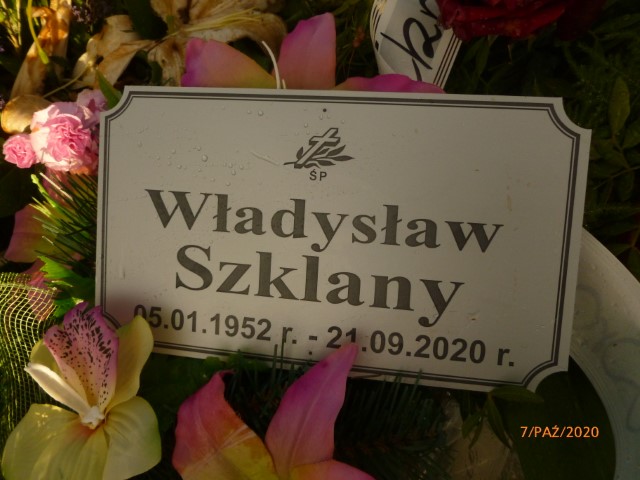 ŚP
Władysław
Szklany
05.01.1952 r. - 21.09.2020 r.
7/PAŹ/2020